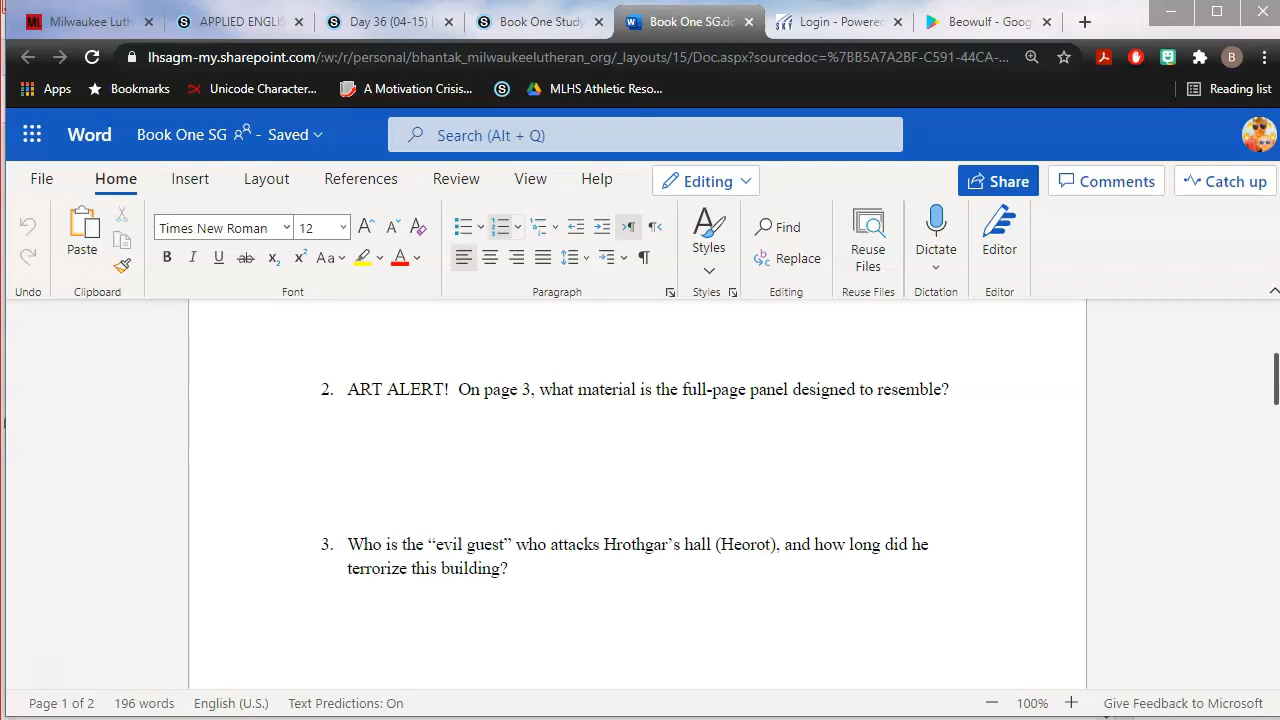 Milwaukee Luth
APPLIED ENGLIS
Day 36 (04-15) |
Book One Study
Book One SG.do
Login - Powere
Beowulf - Goog
lhsagm-my.sharepoint.com/:w:/r/personal/bhantak_milwaukeelutheran_org/_layouts/15/Doc.aspx?sourcedoc=%7BB5A7A2BF-C591-44CA-...
B
Apps
Bookmarks
Unicode Character...
A Motivation Crisis...
MLHS Athletic Reso...
Reading list
Word
Book One SG - Saved
Search (Alt + Q)
File
Home
Insert
Layout
References
Review
View
Help
Editing
Share
Comments
Catch up
Paste
Times New Roman
12
Styles
Find
Replace
Reuse
Files
Dictate
Editor
Undo
Clipboard
Font
Paragraph
Styles
Editing
Reuse Files
Dictation
Editor
2. ART ALERT!  On page 3, what material is the full-page panel designed to resemble?
3. Who is the “evil guest” who attacks Hrothgar’s hall (Heorot), and how long did he
terrorize this building?
Page 1 of 2
196 words
English (U.S.)
Text Predictions: On
100%
Give Feedback to Microsoft